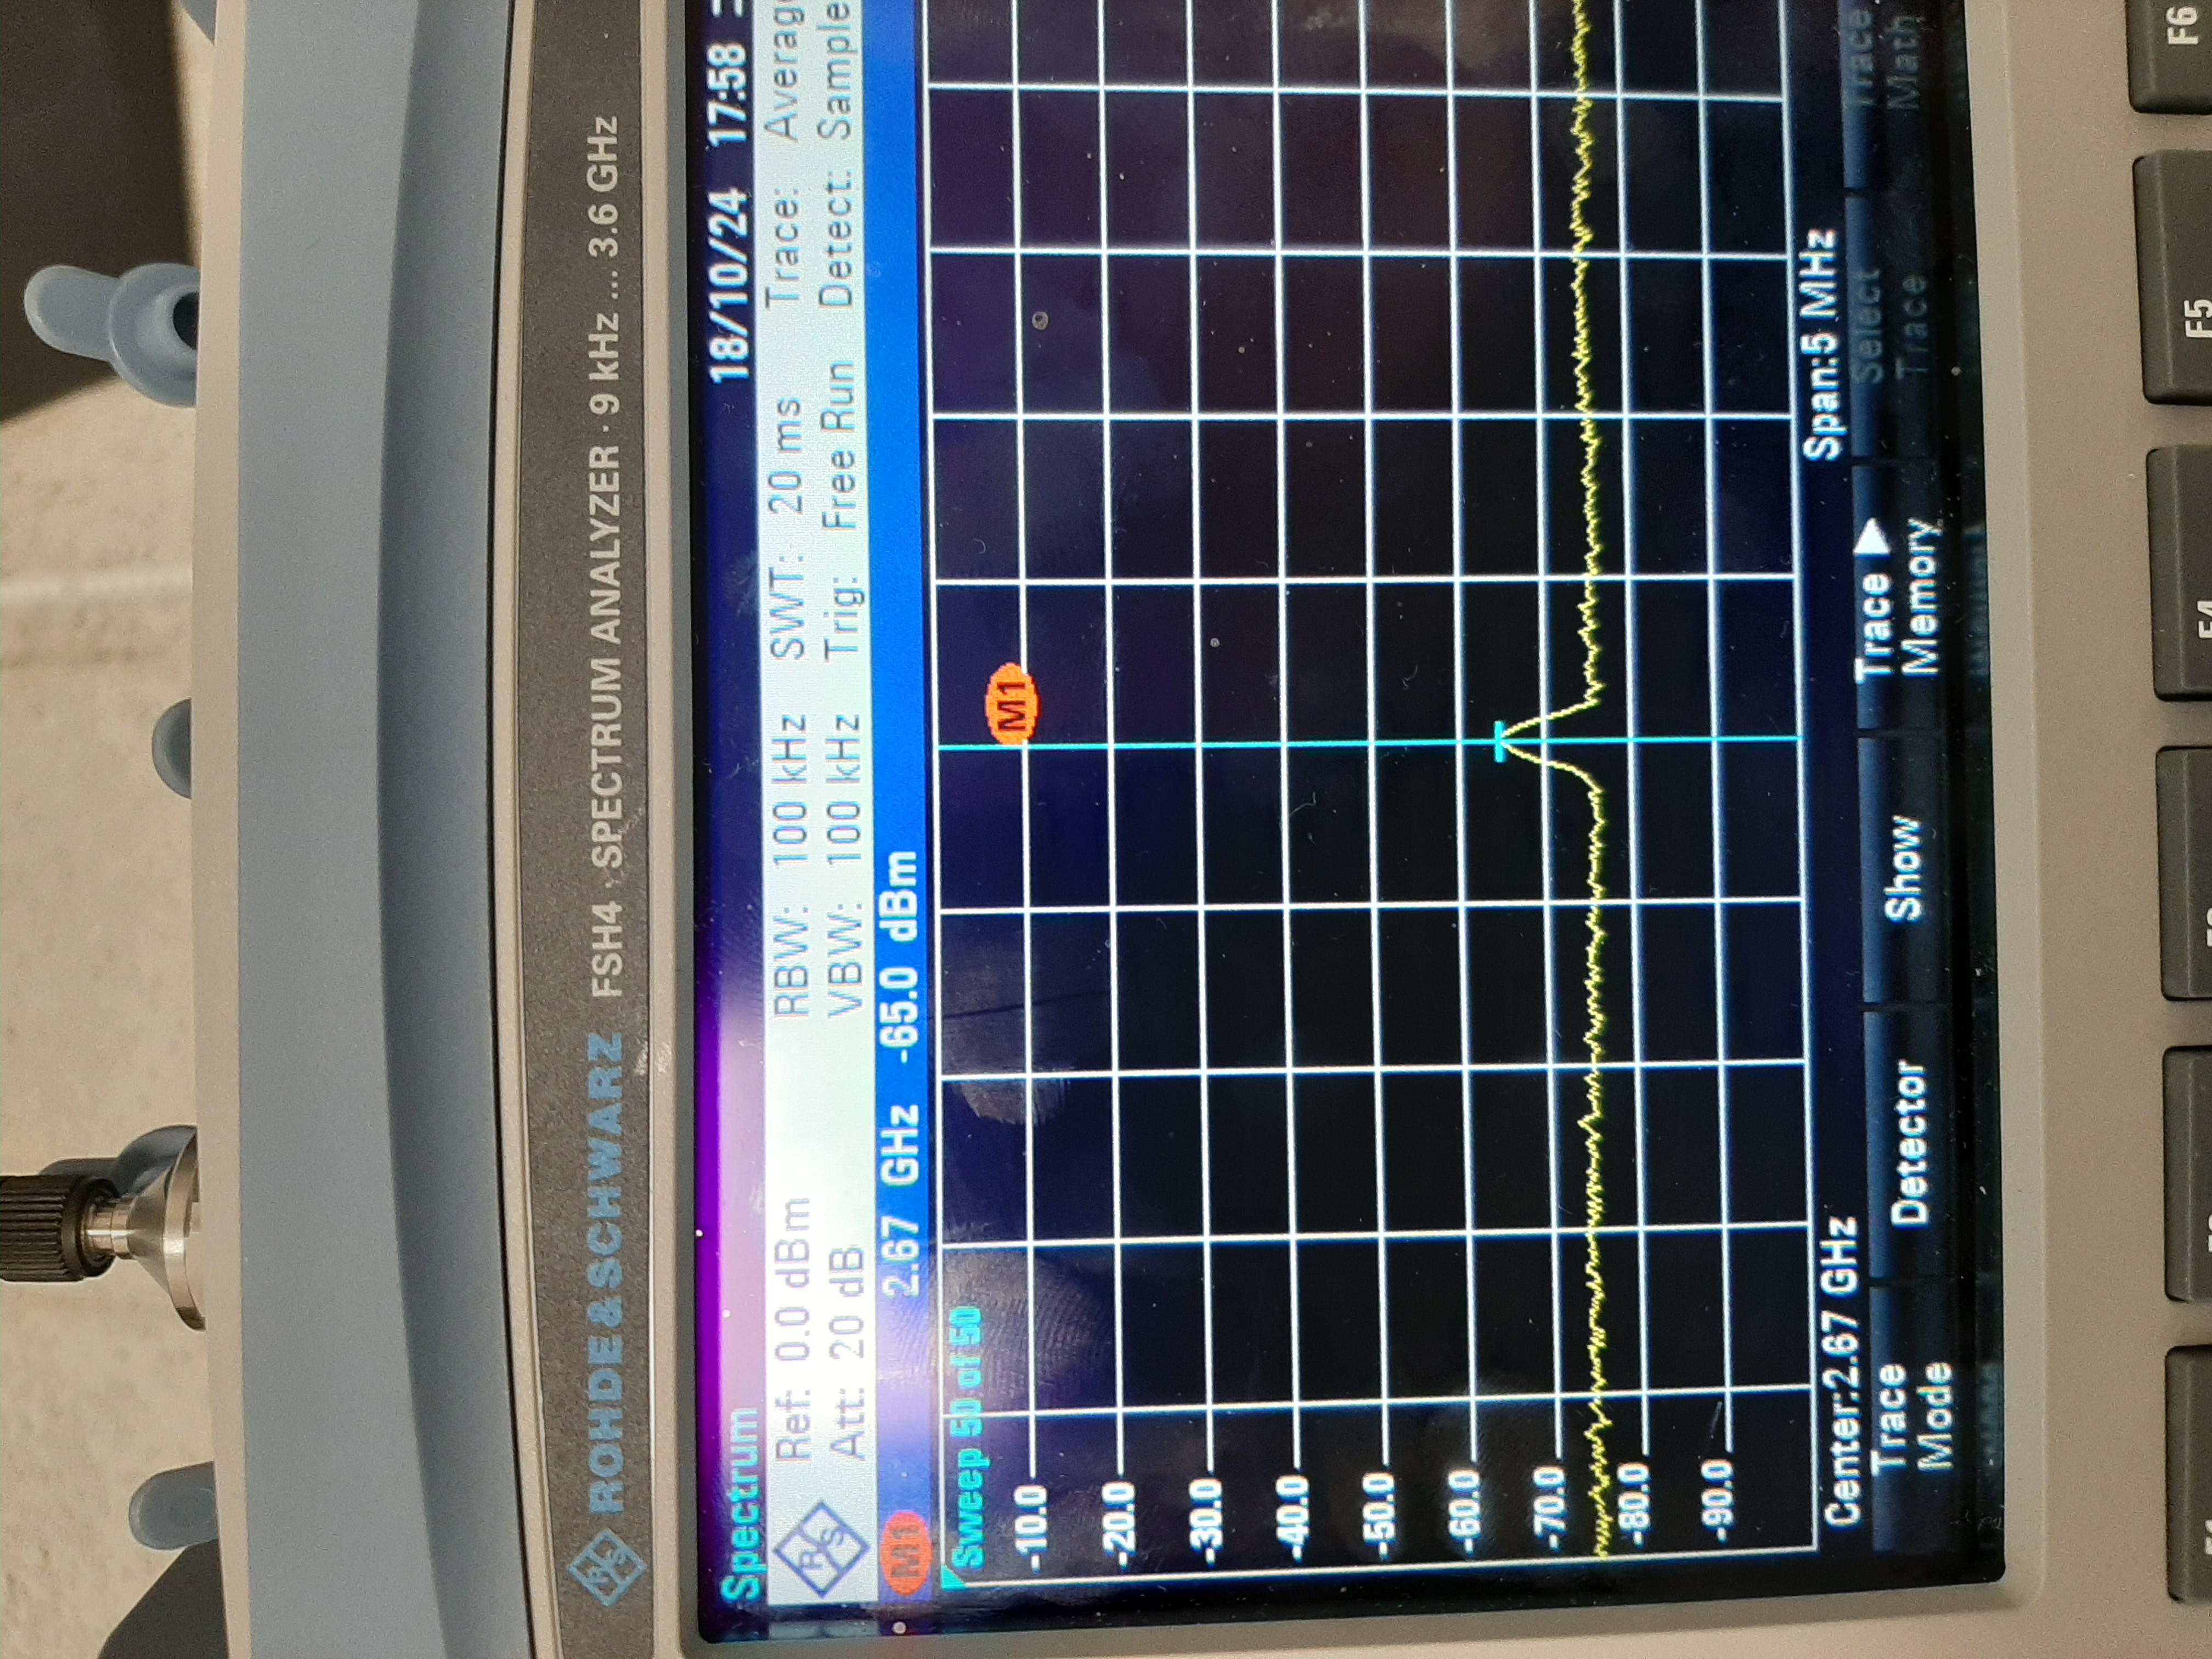 ROHDE&SCHWARZ FSH4 · SPECTRUM ANALYZER · 9 kHz ... 3.6 GHz
Spectrum 18/10/24 17:58
R/S Ref: 0.0 dBm RBW: 100 kHz SWT: 20 ms Trace: Average
Att: 20 dB VBW: 100 kHz Trig: Free Run Detect: Sample
M1 2.67 GHz -65.0 dBm
Sweep 50 of 50
M1
-10.0
-20.0
-30.0
-40.0
-50.0
-60.0
-70.0
-80.0
-90.0
Center:2.67 GHz Span:5 MHz
Trace Mode Detector Show Trace Memory Select Trace Trace Math
F4 F5 F6